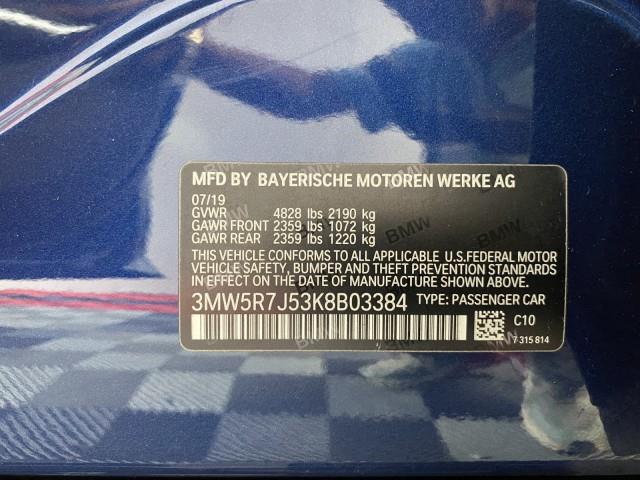 MFD BY BAYERISCHE MOTOREN WERKE AG
07/19
GVWR 4828 lbs 2190 kg
GAWR FRONT 2359 lbs 1072 kg
GAWR REAR 2359 lbs 1220 kg
THIS VEHICLE CONFORMS TO ALL APPLICABLE U.S.FEDERAL MOTOR
VEHICLE SAFETY, BUMPER AND THEFT PREVENTION STANDARDS
IN EFFECT ON THE DATE OF MANUFACTURE SHOWN ABOVE.
3MW5R7J53K8B03384 TYPE: PASSENGER CAR
C10
7 315 814
BMW